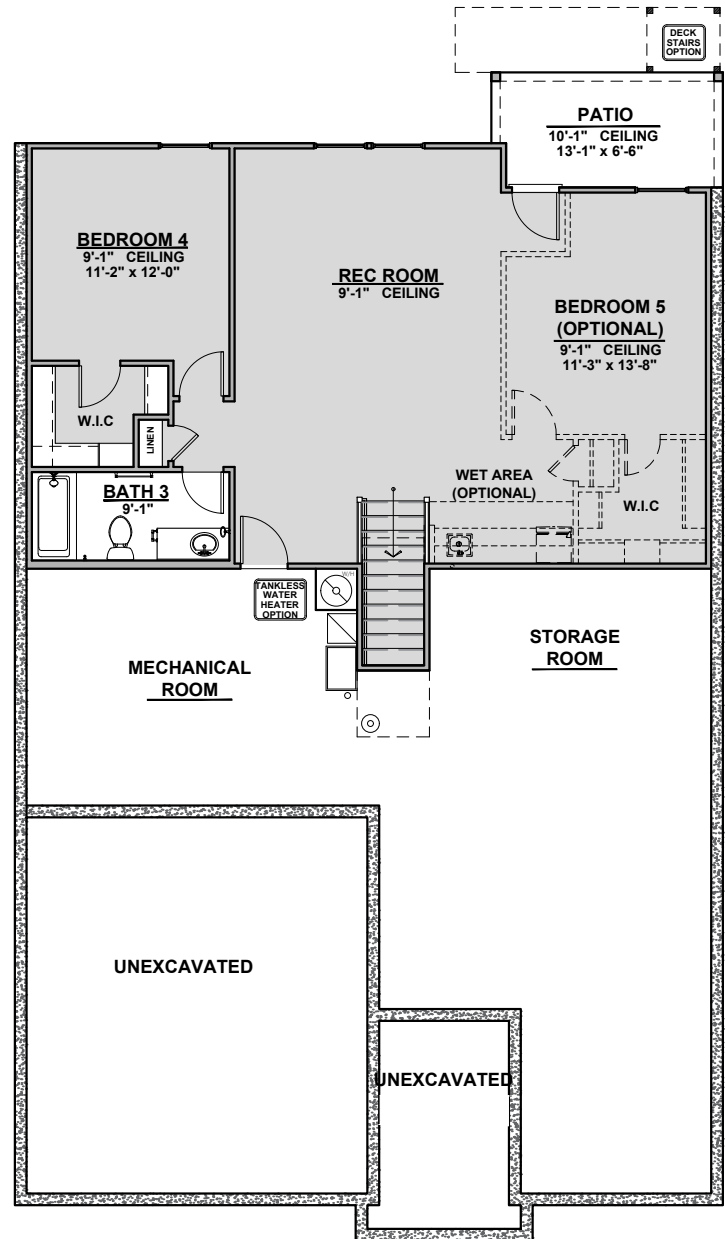 DECK
STAIRS
OPTION
PATIO
10'-1" CEILING
13'-1" x 6'-6"
BEDROOM 4
9'-1" CEILING
11'-2" x 12'-0"
REC ROOM
9'-1" CEILING
BEDROOM 5
(OPTIONAL)
9'-1" CEILING
11'-3" x 13'-8"
W.I.C
LINEN
BATH 3
9'-1"
WET AREA
(OPTIONAL)
W.I.C
W/H
TANKLESS
WATER
HEATER
OPTION
MECHANICAL
ROOM
STORAGE
ROOM
UNEXCAVATED
UNEXCAVATED